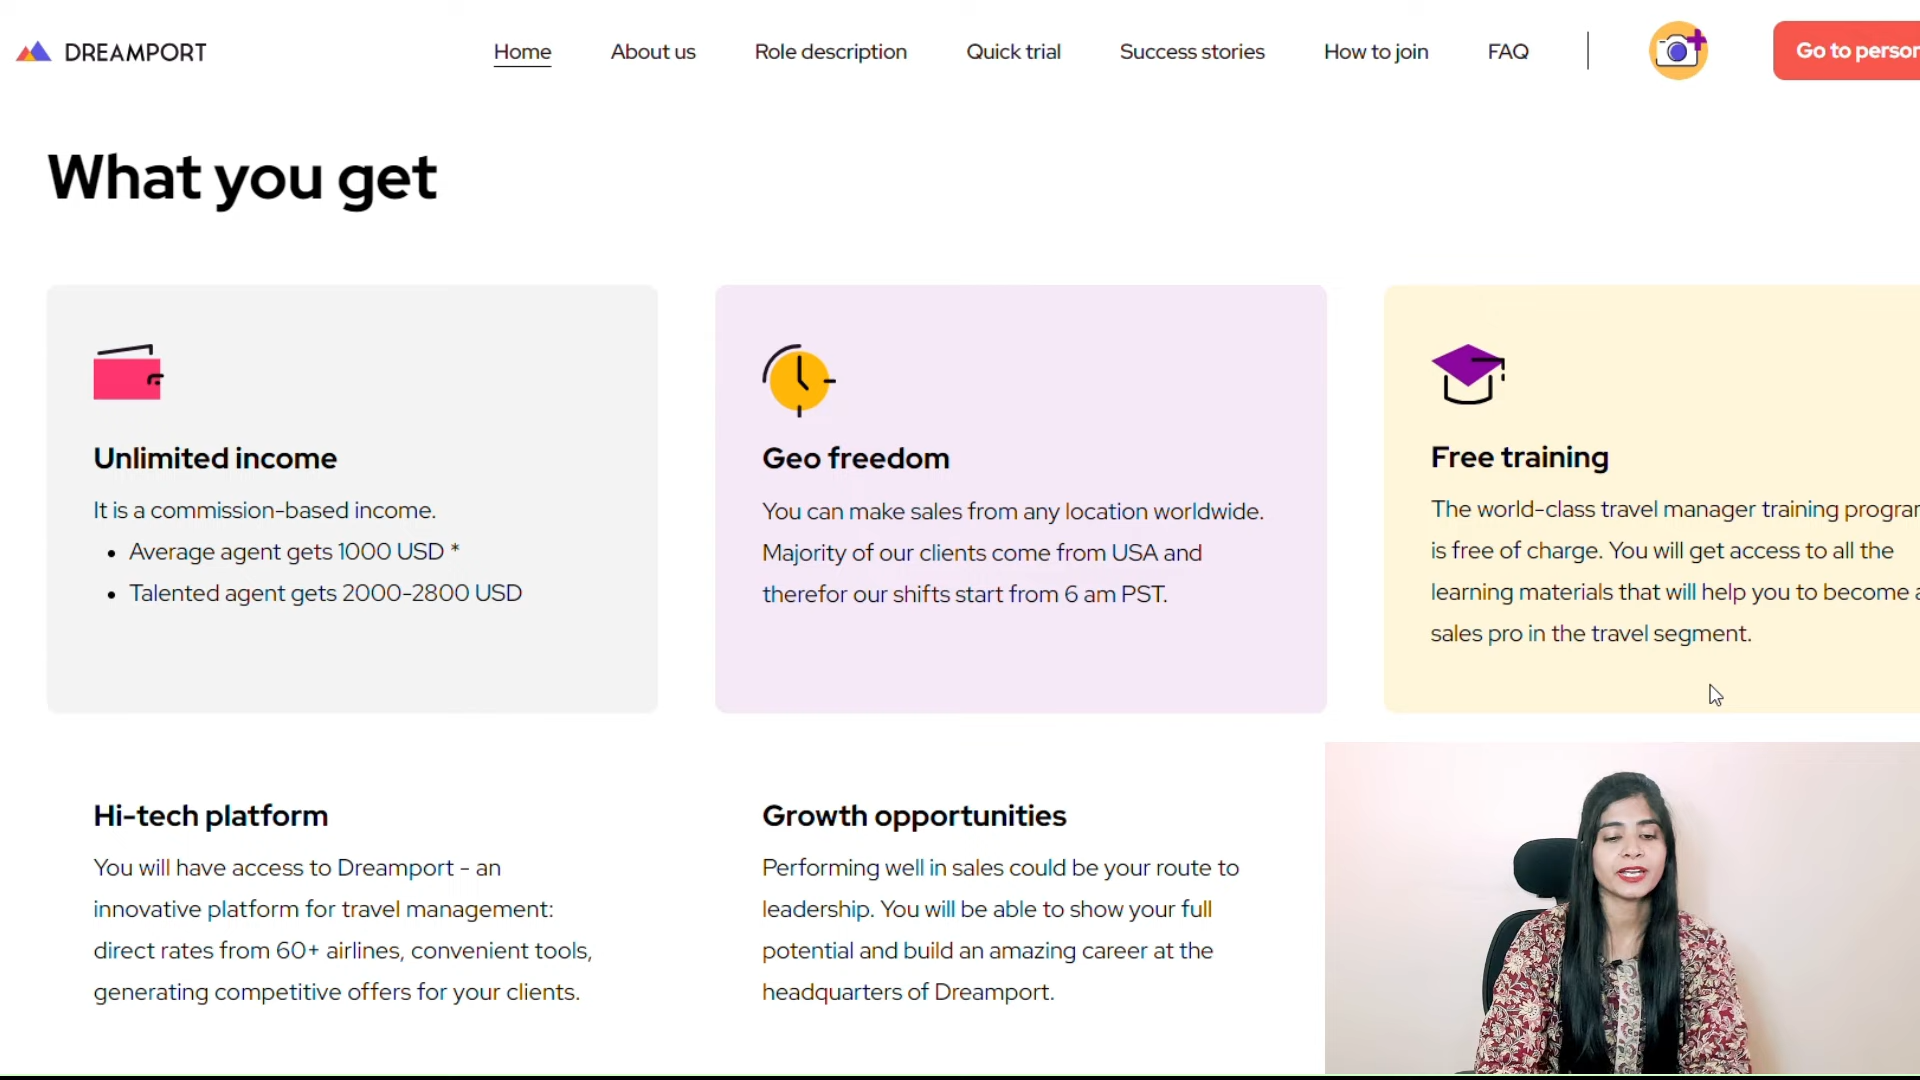 DREAMPORT
Home
About us
Role description
Quick trial
Success stories
How to join
FAQ
Go to person
What you get
Unlimited income
It is a commission-based income.
• Average agent gets 1000 USD *
• Talented agent gets 2000-2800 USD
Geo freedom
You can make sales from any location worldwide.
Majority of our clients come from USA and
therefor our shifts start from 6 am PST.
Free training
The world-class travel manager training program
is free of charge. You will get access to all the
learning materials that will help you to become a
sales pro in the travel segment.
Hi-tech platform
You will have access to Dreamport - an
innovative platform for travel management:
direct rates from 60+ airlines, convenient tools,
generating competitive offers for your clients.
Growth opportunities
Performing well in sales could be your route to
leadership. You will be able to show your full
potential and build an amazing career at the
headquarters of Dreamport.